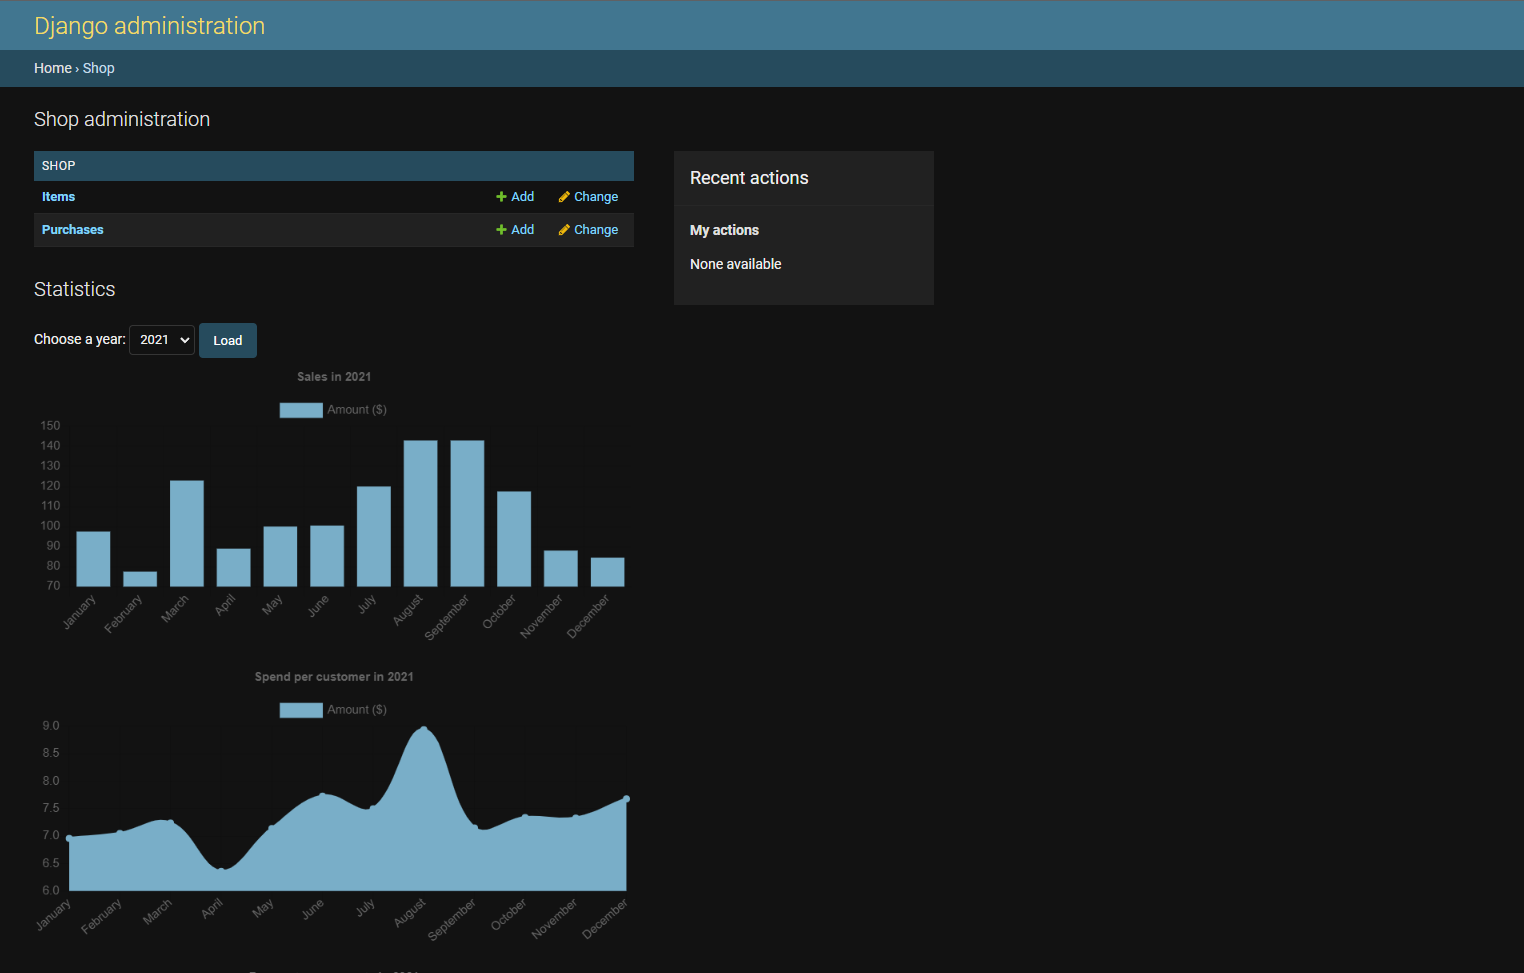 Django administration
Home › Shop
Shop administration
SHOP
Items Add Change
Purchases Add Change
Recent actions
My actions
None available
Statistics
Choose a year: 2021 Load
Sales in 2021
Amount ($)
150
140
130
120
110
100
90
80
70
January February March April May June July August September October November December
Spend per customer in 2021
Amount ($)
9.0
8.5
8.0
7.5
7.0
6.5
6.0
January February March April May June July August September October November December